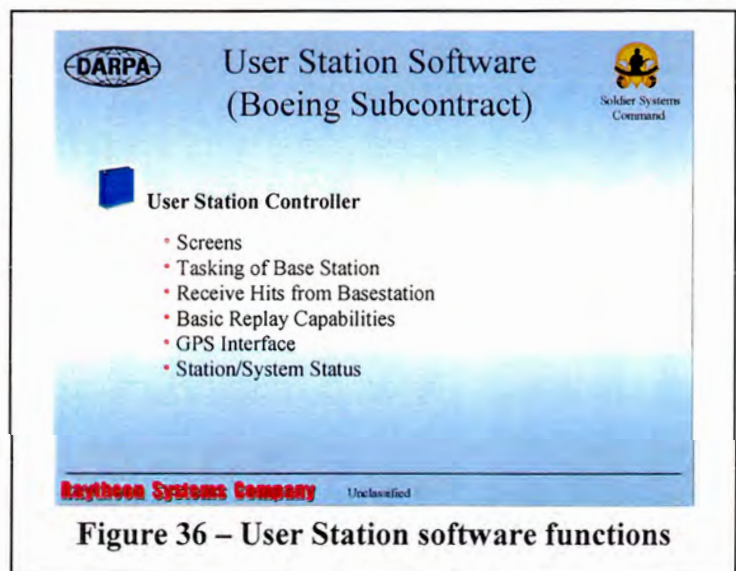 DARPA
User Station Software
(Boeing Subcontract)
Soldier Systems
Command
User Station Controller
• Screens
• Tasking of Base Station
• Receive Hits from Basestation
• Basic Replay Capabilities
• GPS Interface
• Station/System Status
Raytheon Systems Company Unclassified
Figure 36 – User Station software functions